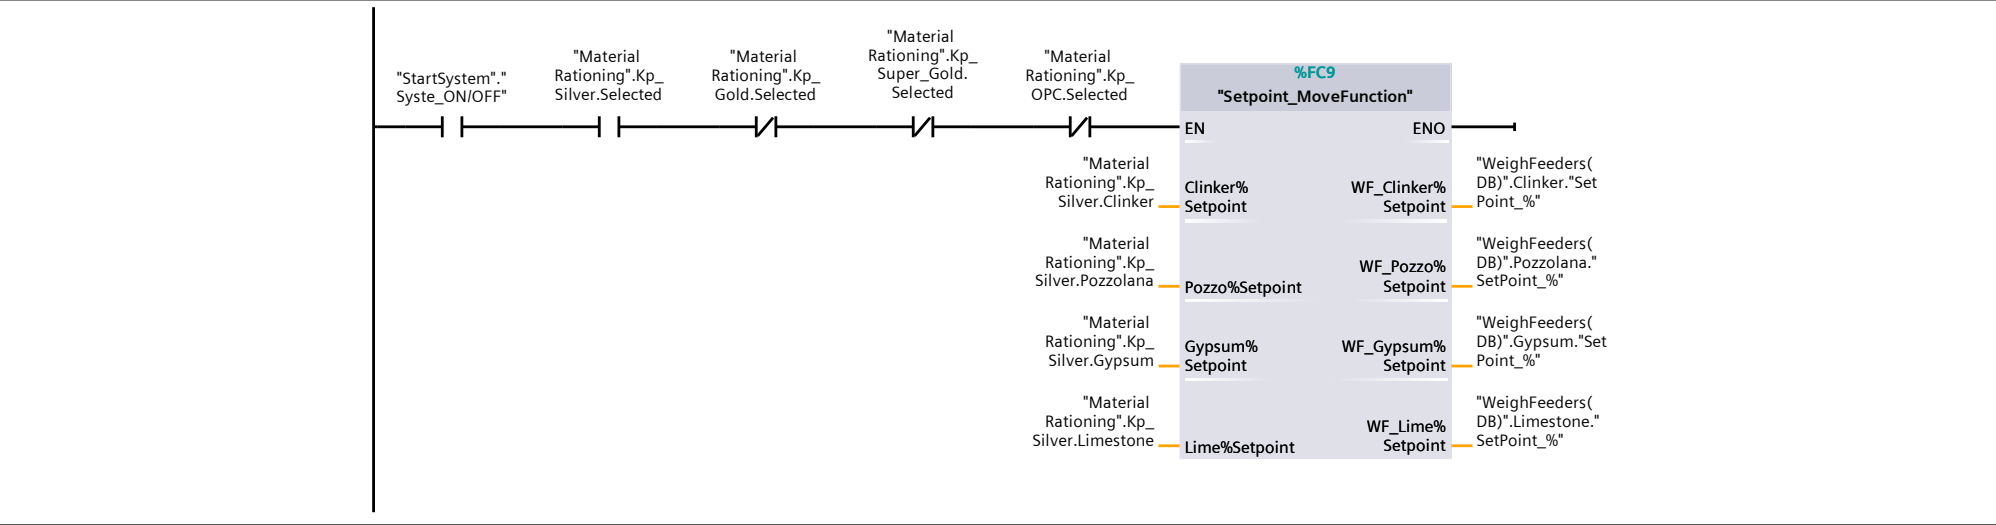 "StartSystem"."
Syste_ON/OFF"
"Material
Rationing".Kp_
Silver.Selected
"Material
Rationing".Kp_
Gold.Selected
"Material
Rationing".Kp_
Super_Gold.
Selected
"Material
Rationing".Kp_
OPC.Selected
%FC9
"Setpoint_MoveFunction"
EN
ENO
"Material
Rationing".Kp_
Silver.Clinker
Clinker%
Setpoint
WF_Clinker%
Setpoint
"WeighFeeders(
DB)".Clinker."Set
Point_%"
"Material
Rationing".Kp_
Silver.Pozzolana
Pozzo%Setpoint
WF_Pozzo%
Setpoint
"WeighFeeders(
DB)".Pozzolana."
SetPoint_%"
"Material
Rationing".Kp_
Silver.Gypsum
Gypsum%
Setpoint
WF_Gypsum%
Setpoint
"WeighFeeders(
DB)".Gypsum."Set
Point_%"
"Material
Rationing".Kp_
Silver.Limestone
Lime%Setpoint
WF_Lime%
Setpoint
"WeighFeeders(
DB)".Limestone."
SetPoint_%"